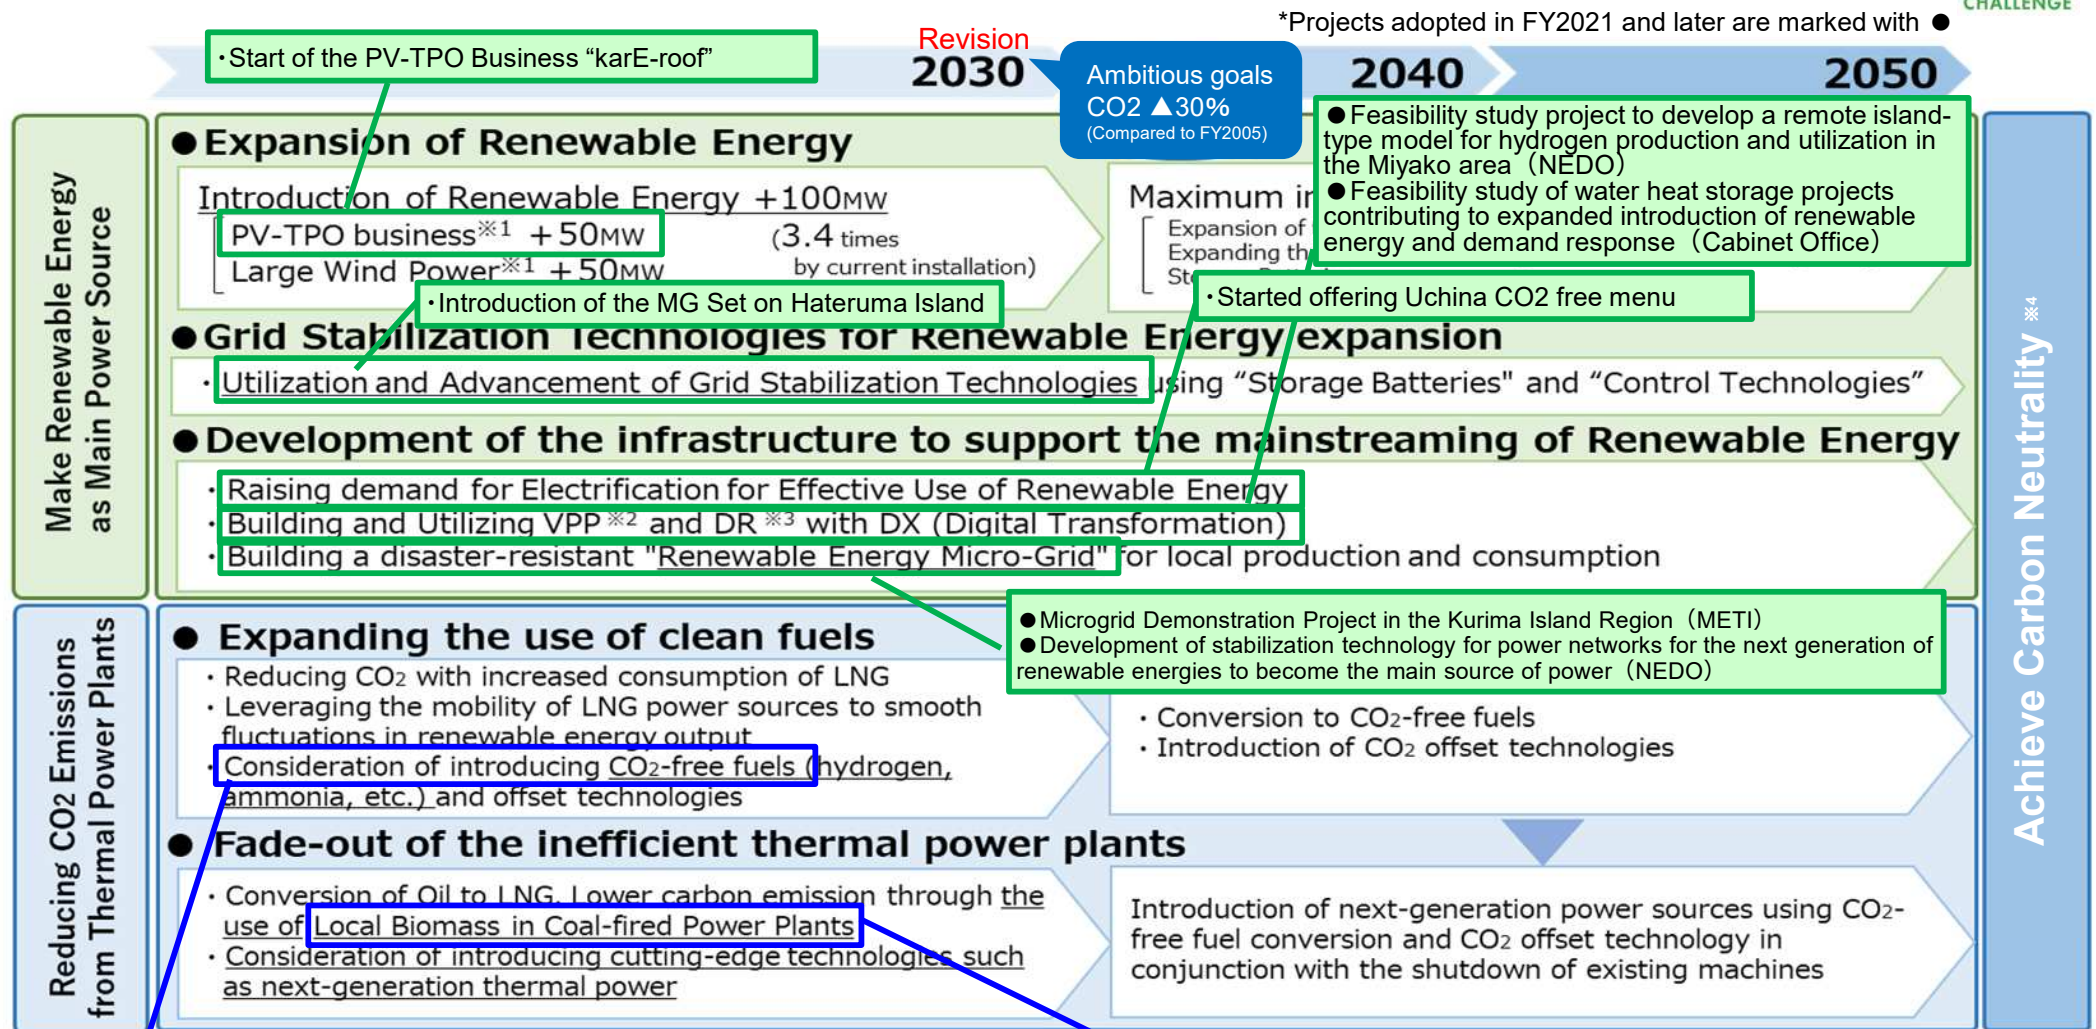 CHALLENGE
*Projects adopted in FY2021 and later are marked with ●
・Start of the PV-TPO Business “karE-roof”
Revision
2030
2040
2050
Ambitious goals
CO2 ▲30%
(Compared to FY2005)
Make Renewable Energy
as Main Power Source
●Expansion of Renewable Energy
Introduction of Renewable Energy +100MW
PV-TPO business※1 +50MW
(3.4 times
Large Wind Power※1 +50MW
by current installation)
Maximum
Expansion of
Expanding
●Feasibility study project to develop a remote island-
type model for hydrogen production and utilization in
the Miyako area（NEDO）
●Feasibility study of water heat storage projects
contributing to expanded introduction of renewable
energy and demand response（Cabinet Office）
・Introduction of the MG Set on Hateruma Island
・Started offering Uchina CO2 free menu
●Grid Stabilization Technologies for Renewable Energy expansion
・Utilization and Advancement of Grid Stabilization Technologies using “Storage Batteries" and “Control Technologies”
●Development of the infrastructure to support the mainstreaming of Renewable Energy
・Raising demand for Electrification for Effective Use of Renewable Energy
・Building and Utilizing VPP※2 and DR※3 with DX (Digital Transformation)
・Building a disaster-resistant "Renewable Energy Micro-Grid" for local production and consumption
●Microgrid Demonstration Project in the Kurima Island Region（METI）
●Development of stabilization technology for power networks for the next generation of
renewable energies to become the main source of power（NEDO）
Reducing CO2 Emissions
from Thermal Power Plants
● Expanding the use of clean fuels
・Reducing CO2 with increased consumption of LNG
・Leveraging the mobility of LNG power sources to smooth
fluctuations in renewable energy output
・Consideration of introducing CO2-free fuels (hydrogen,
ammonia, etc.) and offset technologies
・Conversion to CO2-free fuels
・Introduction of CO2 offset technologies
● Fade-out of the inefficient thermal power plants
・Conversion of Oil to LNG. Lower carbon emission through the
use of Local Biomass in Coal-fired Power Plants
・Consideration of introducing cutting-edge technologies such
as next-generation thermal power
Introduction of next-generation power sources using CO2-
free fuel conversion and CO2 offset technology in
conjunction with the shutdown of existing machines
Achieve Carbon Neutrality ※4